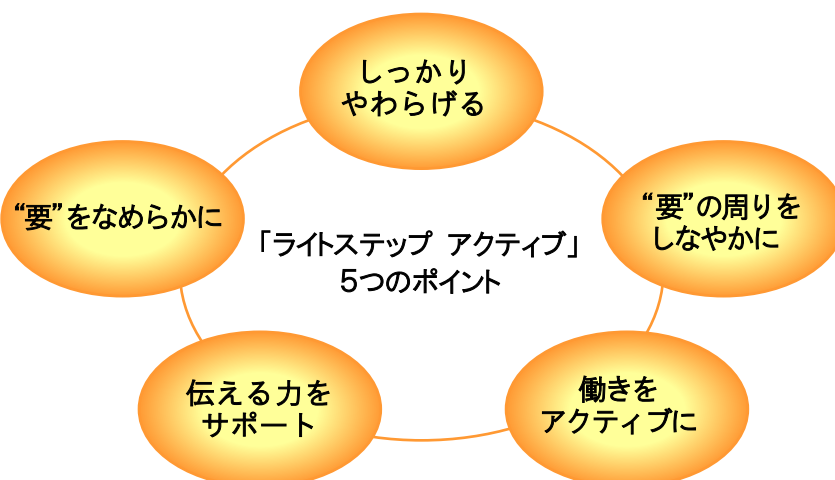 しっかり
やわらげる
“要”をなめらかに
“要”の周りを
しなやかに
「ライトステップ アクティブ」
5つのポイント
伝える力を
サポート
働きを
アクティブに